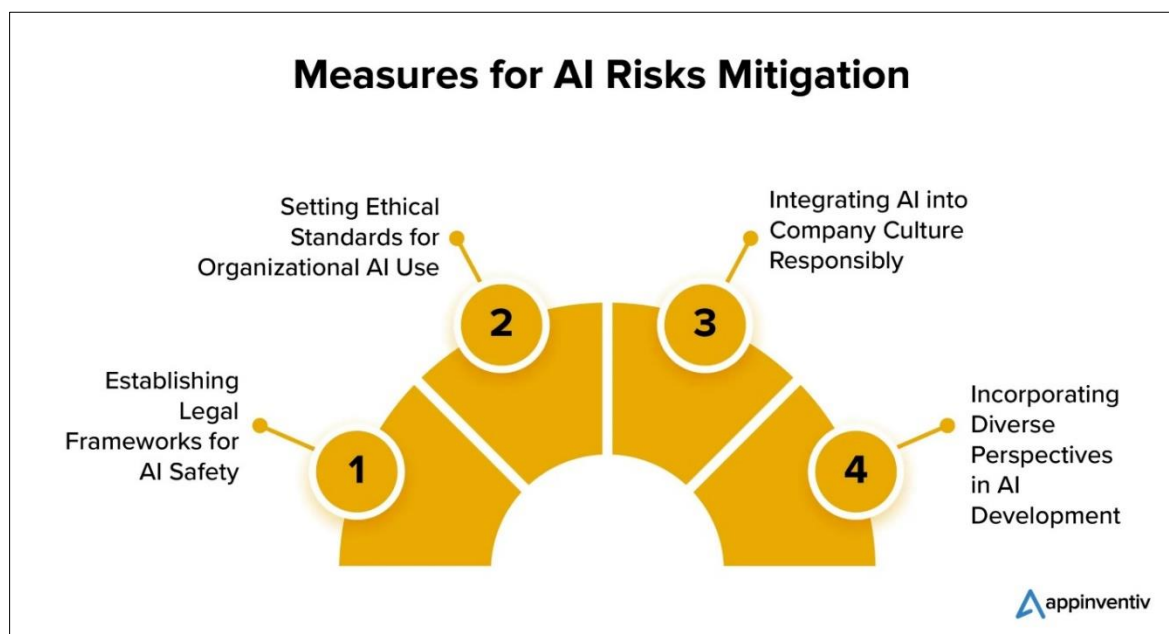 Measures for AI Risks Mitigation
Setting Ethical
Standards for
Organizational AI Use
Integrating AI into
Company Culture
Responsibly
2
3
Establishing
Legal
Frameworks for
AI Safety
1
Incorporating
Diverse
Perspectives
in AI
Development
4
appinventiv